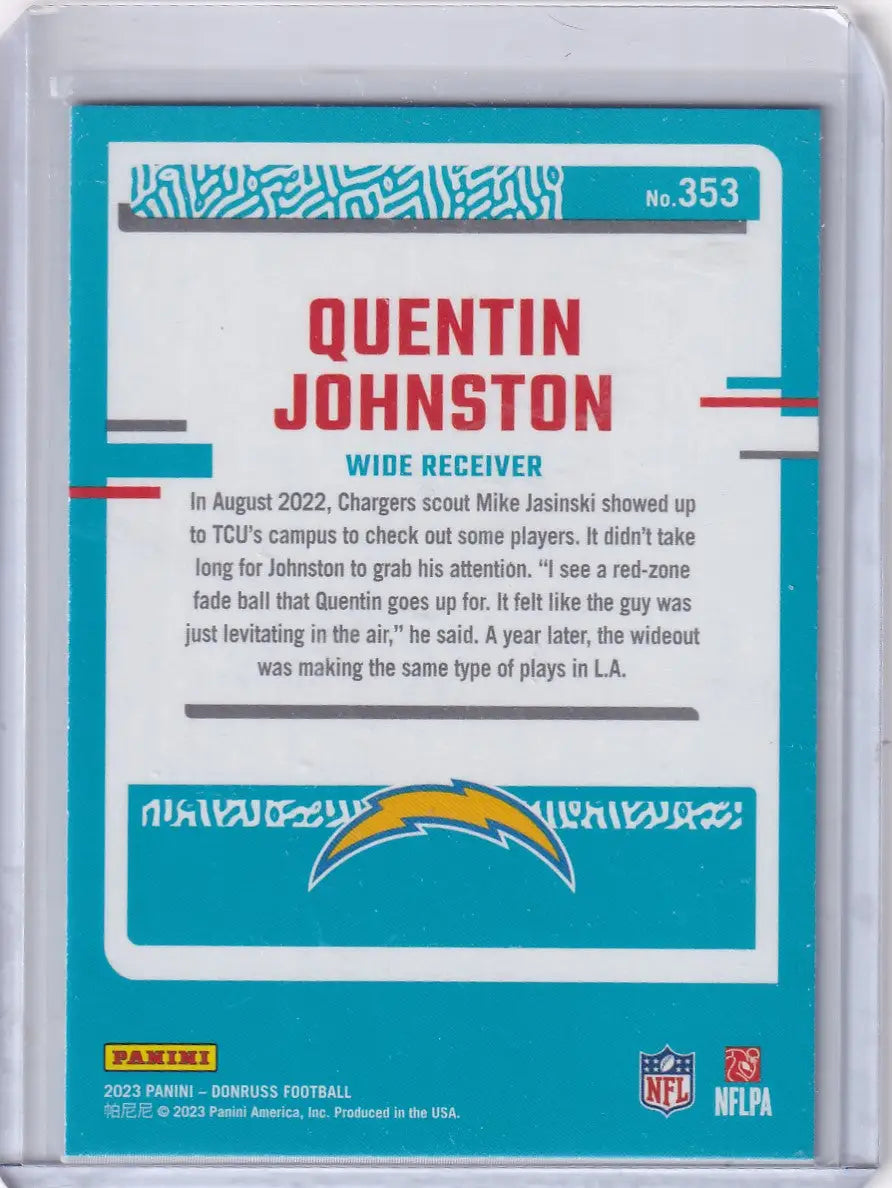 No.353
QUENTIN
JOHNSTON
WIDE RECEIVER
In August 2022, Chargers scout Mike Jasinski showed up
to TCU's campus to check out some players. It didn't take
long for Johnston to grab his attention. “I see a red-zone
fade ball that Quentin goes up for. It felt like the guy was
just levitating in the air,” he said. A year later, the wideout
was making the same type of plays in L.A.
PANINI
2023 PANINI – DONRUSS FOOTBALL
帕尼尼 © 2023 Panini America, Inc. Produced in the USA.
NFL
NFLPA